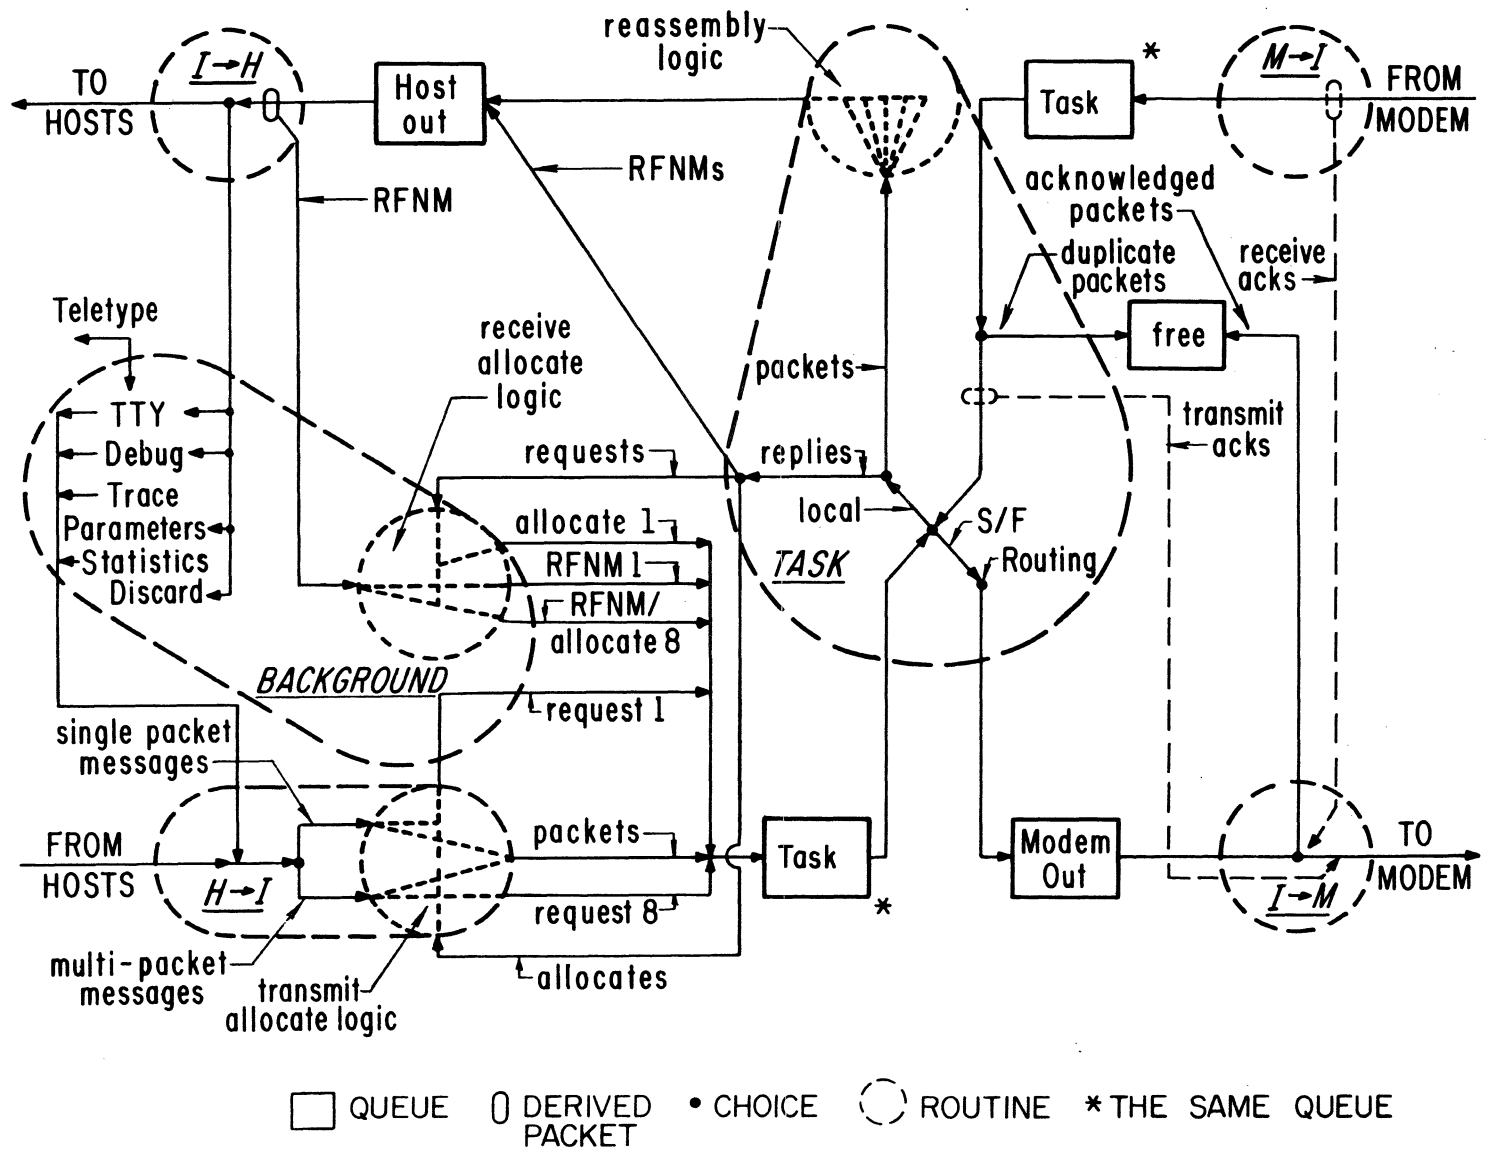 reassembly
logic
I→H
TO
HOSTS
Host
out
Task
*
M→I
FROM
MODEM
RFNM
RFNMs
acknowledged
packets
duplicate
packets
receive
acks
Teletype
receive
allocate
logic
free
packets
TTY
Debug
Trace
Parameters
Statistics
Discard
transmit
acks
requests
replies
local
S/F
Routing
TASK
allocate 1
RFNM 1
RFNM/
allocate 8
BACKGROUND
request 1
single packet
messages
FROM
HOSTS
H→I
packets
request 8
Task
*
Modem
Out
TO
MODEM
I→M
multi-packet
messages
transmit
allocate logic
allocates
QUEUE
DERIVED
PACKET
CHOICE
ROUTINE
* THE SAME QUEUE